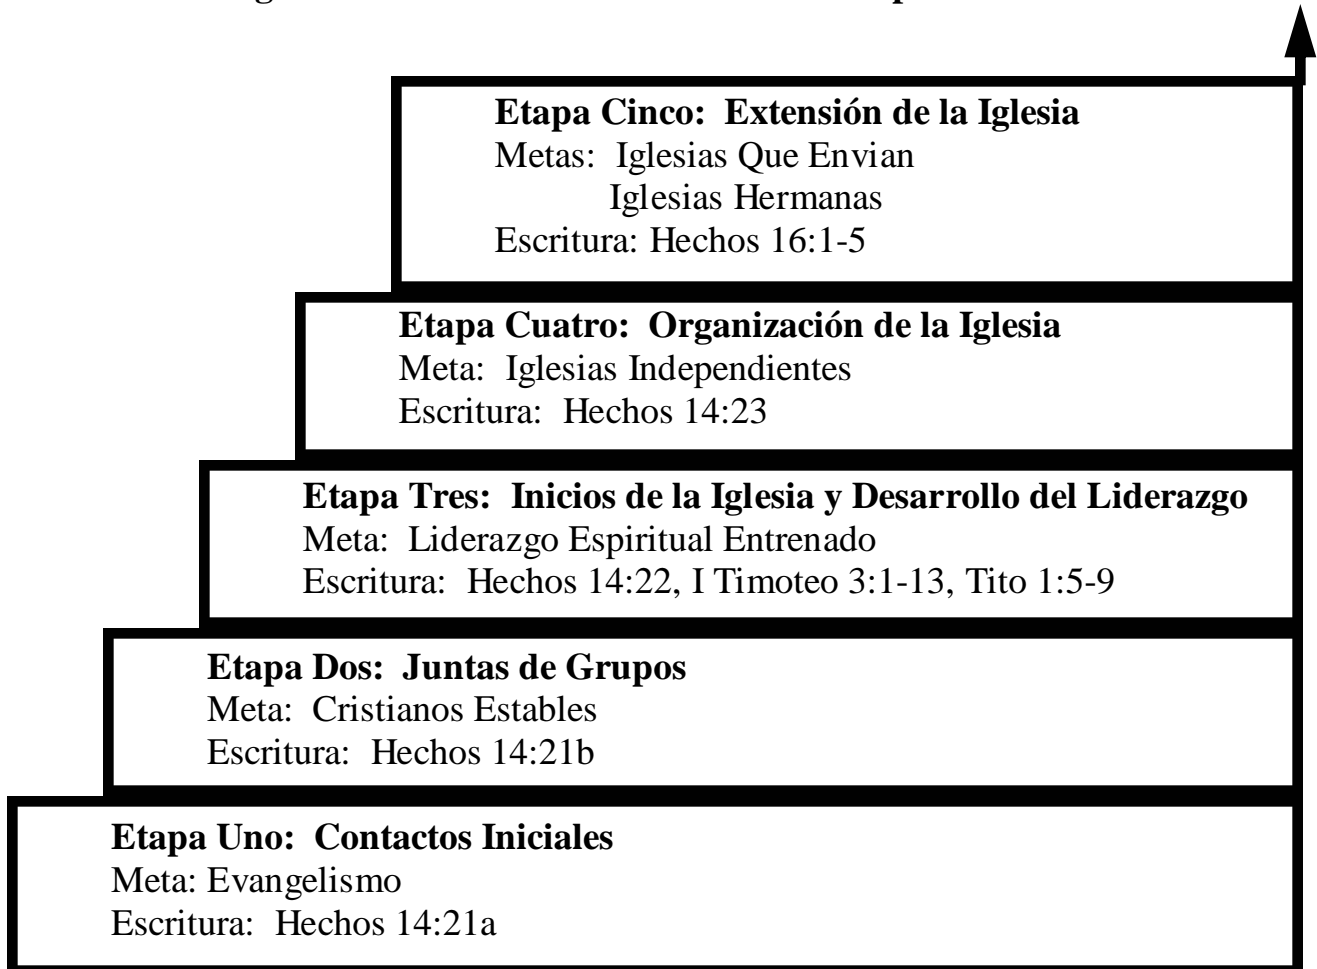 Etapa Cinco: Extensión de la Iglesia
Metas: Iglesias Que Envian
Iglesias Hermanas
Escritura: Hechos 16:1-5
Etapa Cuatro: Organización de la Iglesia
Meta: Iglesias Independientes
Escritura: Hechos 14:23
Etapa Tres: Inicios de la Iglesia y Desarrollo del Liderazgo
Meta: Liderazgo Espiritual Entrenado
Escritura: Hechos 14:22, I Timoteo 3:1-13, Tito 1:5-9
Etapa Dos: Juntas de Grupos
Meta: Cristianos Estables
Escritura: Hechos 14:21b
Etapa Uno: Contactos Iniciales
Meta: Evangelismo
Escritura: Hechos 14:21a